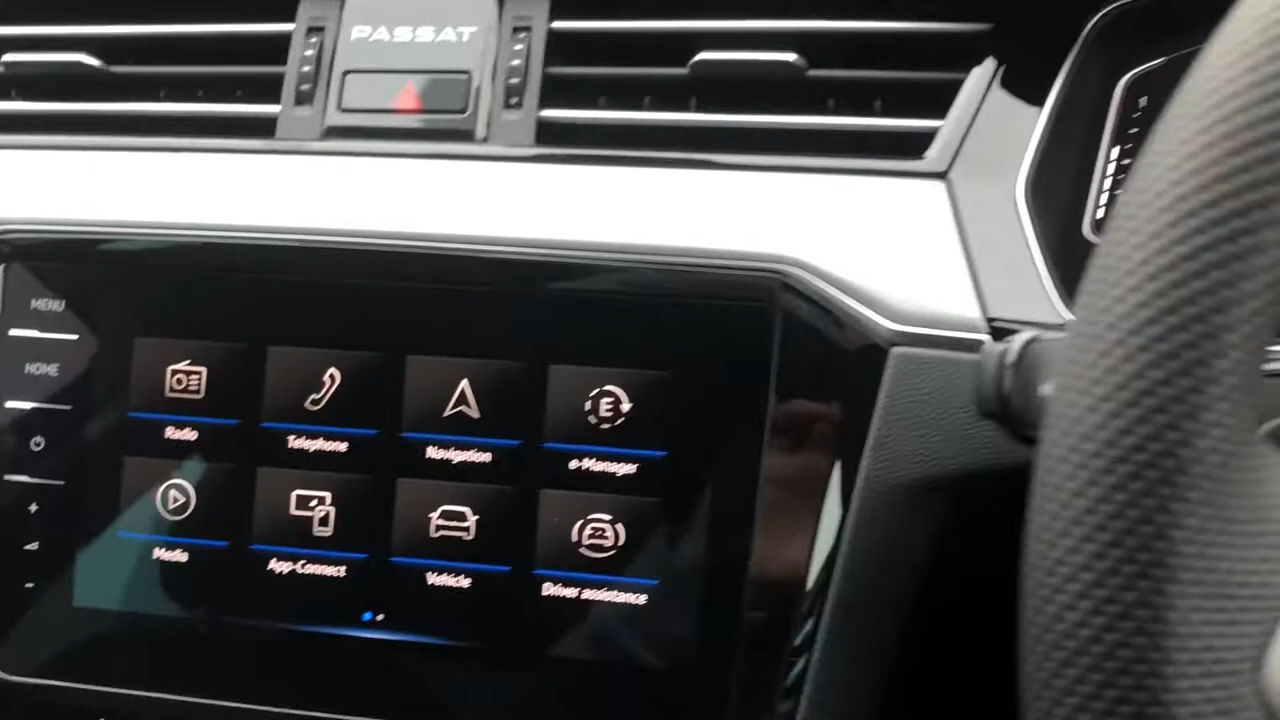 PASSAT
MENU
HOME
Radio
Telephone
Navigation
E
e-Manager
Media
App-Connect
Vehicle
Driver assistance